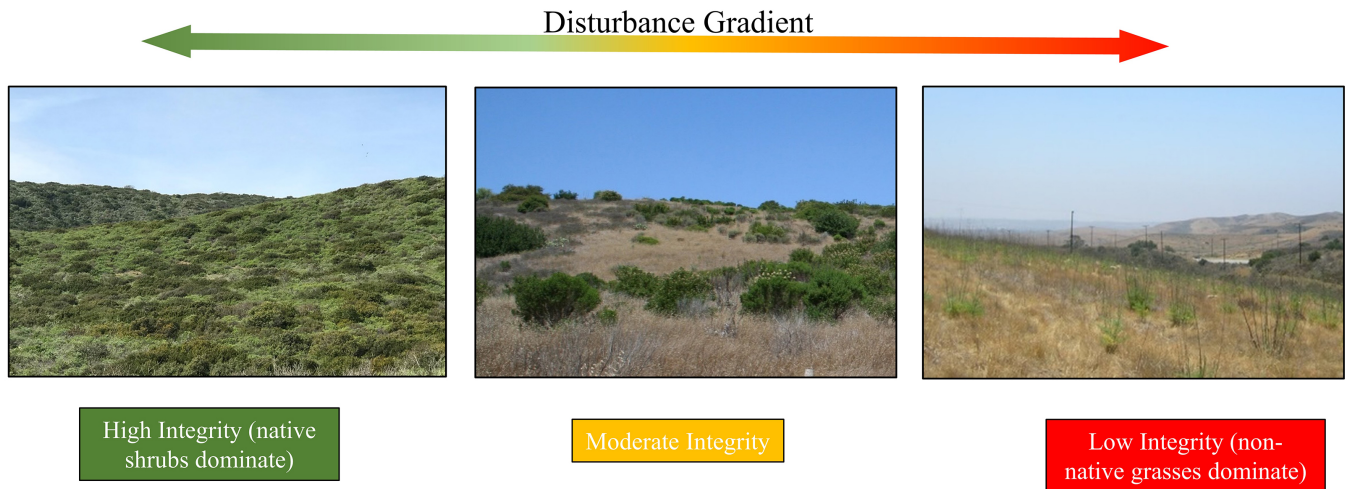 Disturbance Gradient
High Integrity (native
shrubs dominate)
Moderate Integrity
Low Integrity (non-
native grasses dominate)